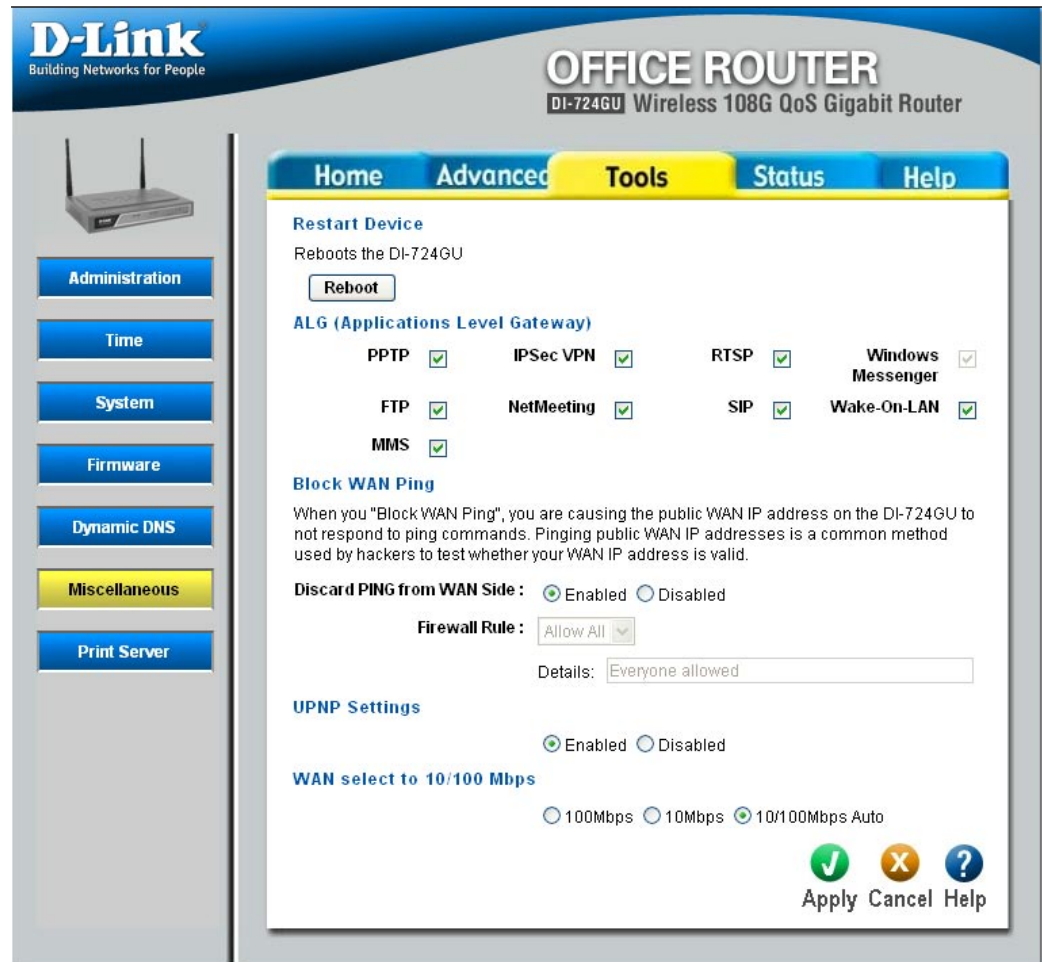 D-Link
Building Networks for People
OFFICE ROUTER
DI-724GU Wireless 108G QoS Gigabit Router
Home Advanced Tools Status Help
Administration
Time
System
Firmware
Dynamic DNS
Miscellaneous
Print Server
Restart Device
Reboots the DI-724GU
Reboot
ALG (Applications Level Gateway)
PPTP IPSec VPN RTSP Windows
Messenger
FTP NetMeeting SIP Wake-On-LAN
MMS
Block WAN Ping
When you "Block WAN Ping", you are causing the public WAN IP address on the DI-724GU to
not respond to ping commands. Pinging public WAN IP addresses is a common method
used by hackers to test whether your WAN IP address is valid.
Discard PING from WAN Side : Enabled Disabled
Firewall Rule : Allow All
Details: Everyone allowed
UPNP Settings
Enabled Disabled
WAN select to 10/100 Mbps
100Mbps 10Mbps 10/100Mbps Auto
Apply Cancel Help